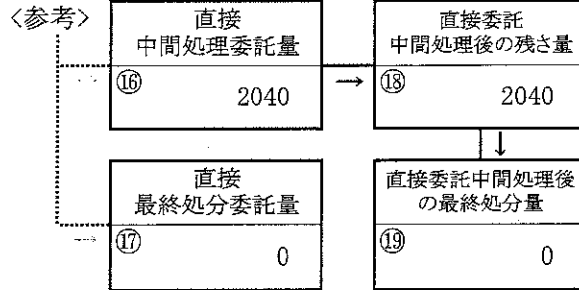 <参考>
直接
中間処理委託量
⑯
2040
→
直接委託
中間処理後の残さ量
⑱
2040
↓
直接
最終処分委託量
⑰
0
直接委託中間処理後
の最終処分量
⑲
0